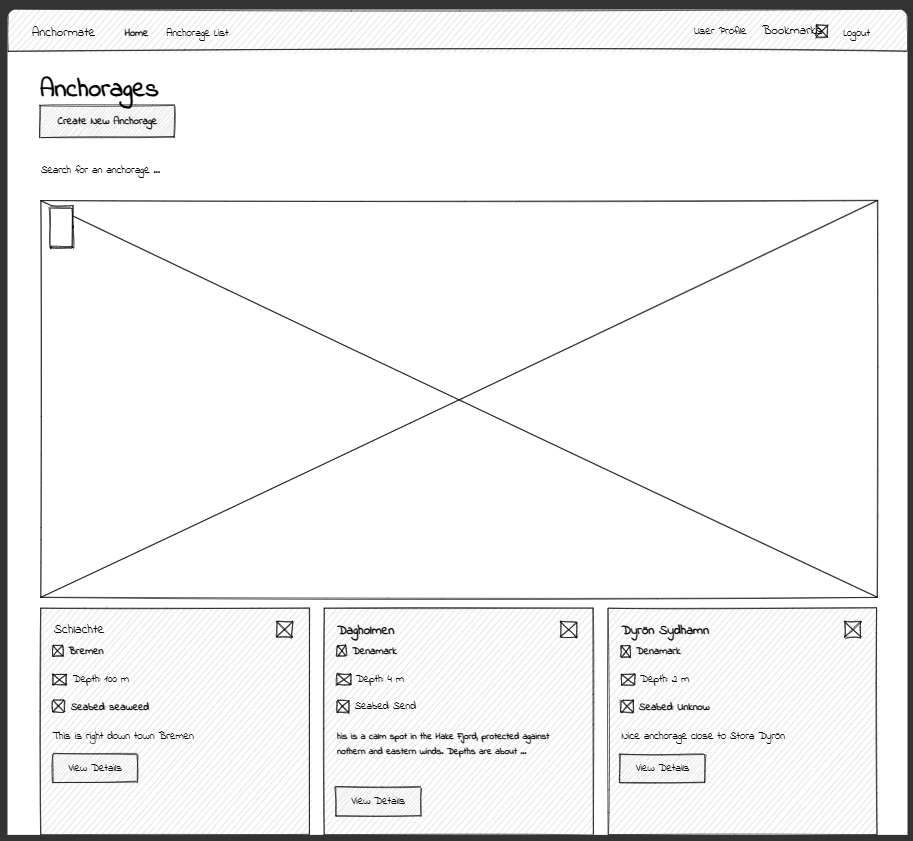 Anchormate Home Anchorage List User Profile Bookmarks Logout
Anchorages
Create New Anchorage
Search for an anchorage ...
Schlachte
Bremen
Depth: 100 m
Seabed: seaweed
This is right down town Bremen
View Details
Dagholmen
Denamark
Depth: 4 m
Seabed: Send
his is a calm spot in the Hake Fjord, protected against
nothern and eastern winds. Depths are about ...
View Details
Dyrön Sydhamn
Denamark
Depth: 2 m
Seabed: Unknow
Nice anchorage close to Stora Dyrön
View Details